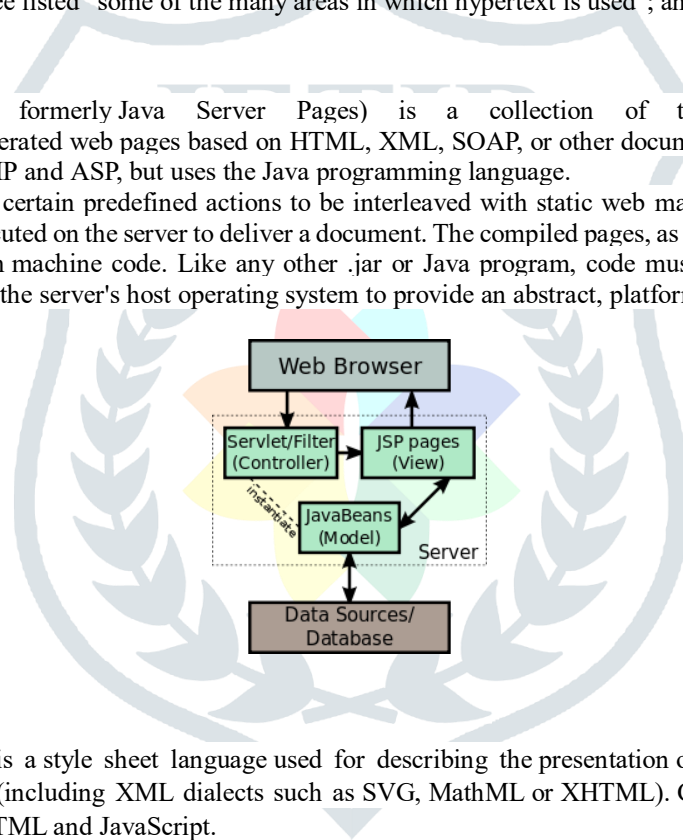 listed "some of the many areas in which hypertext is used"; an
formerly Java Server Pages) is a collection of t
erated web pages based on HTML, XML, SOAP, or other docum
IP and ASP, but uses the Java programming language.
certain predefined actions to be interleaved with static web ma
uted on the server to deliver a document. The compiled pages, as
machine code. Like any other .jar or Java program, code mus
the server's host operating system to provide an abstract, platfor
Web Browser
Servlet/Filter
(Controller)
JSP pages
(View)
instantiate
JavaBeans
(Model)
Server
Data Sources/
Database
is a style sheet language used for describing the presentation o
(including XML dialects such as SVG, MathML or XHTML).
TML and JavaScript.